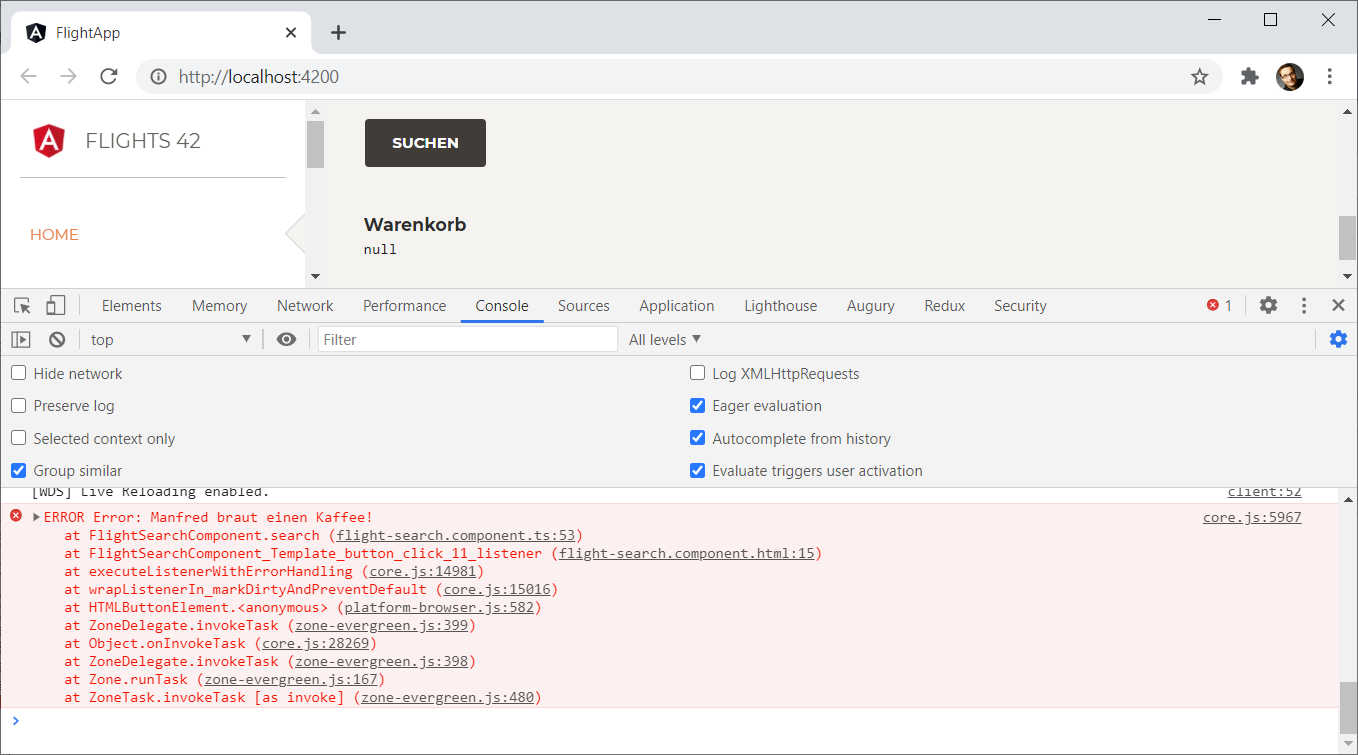 FlightApp
http://localhost:4200
FLIGHTS 42
SUCHEN
HOME
Warenkorb
null
Elements Memory Network Performance Console Sources Application Lighthouse Augury Redux Security 1
top Filter All levels
Hide network Log XMLHttpRequests
Preserve log Eager evaluation
Selected context only Autocomplete from history
Group similar Evaluate triggers user activation
[WDS] Live Reloading enabled. client:52
ERROR Error: Manfred braut einen Kaffee! core.js:5967
at FlightSearchComponent.search (flight-search.component.ts:53)
at FlightSearchComponent_Template_button_click_11_listener (flight-search.component.html:15)
at executeListenerWithErrorHandling (core.js:14981)
at wrapListenerIn_markDirtyAndPreventDefault (core.js:15016)
at HTMLButtonElement.<anonymous> (platform-browser.js:582)
at ZoneDelegate.invokeTask (zone-evergreen.js:399)
at Object.onInvokeTask (core.js:28269)
at ZoneDelegate.invokeTask (zone-evergreen.js:398)
at Zone.runTask (zone-evergreen.js:167)
at ZoneTask.invokeTask [as invoke] (zone-evergreen.js:480)